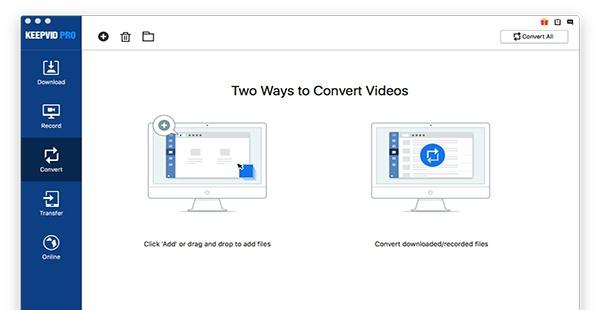 KEEPVID PRO
Convert All
Download
Record
Convert
Transfer
Online
Two Ways to Convert Videos
Click 'Add' or drag and drop to add files
Convert downloaded/recorded files